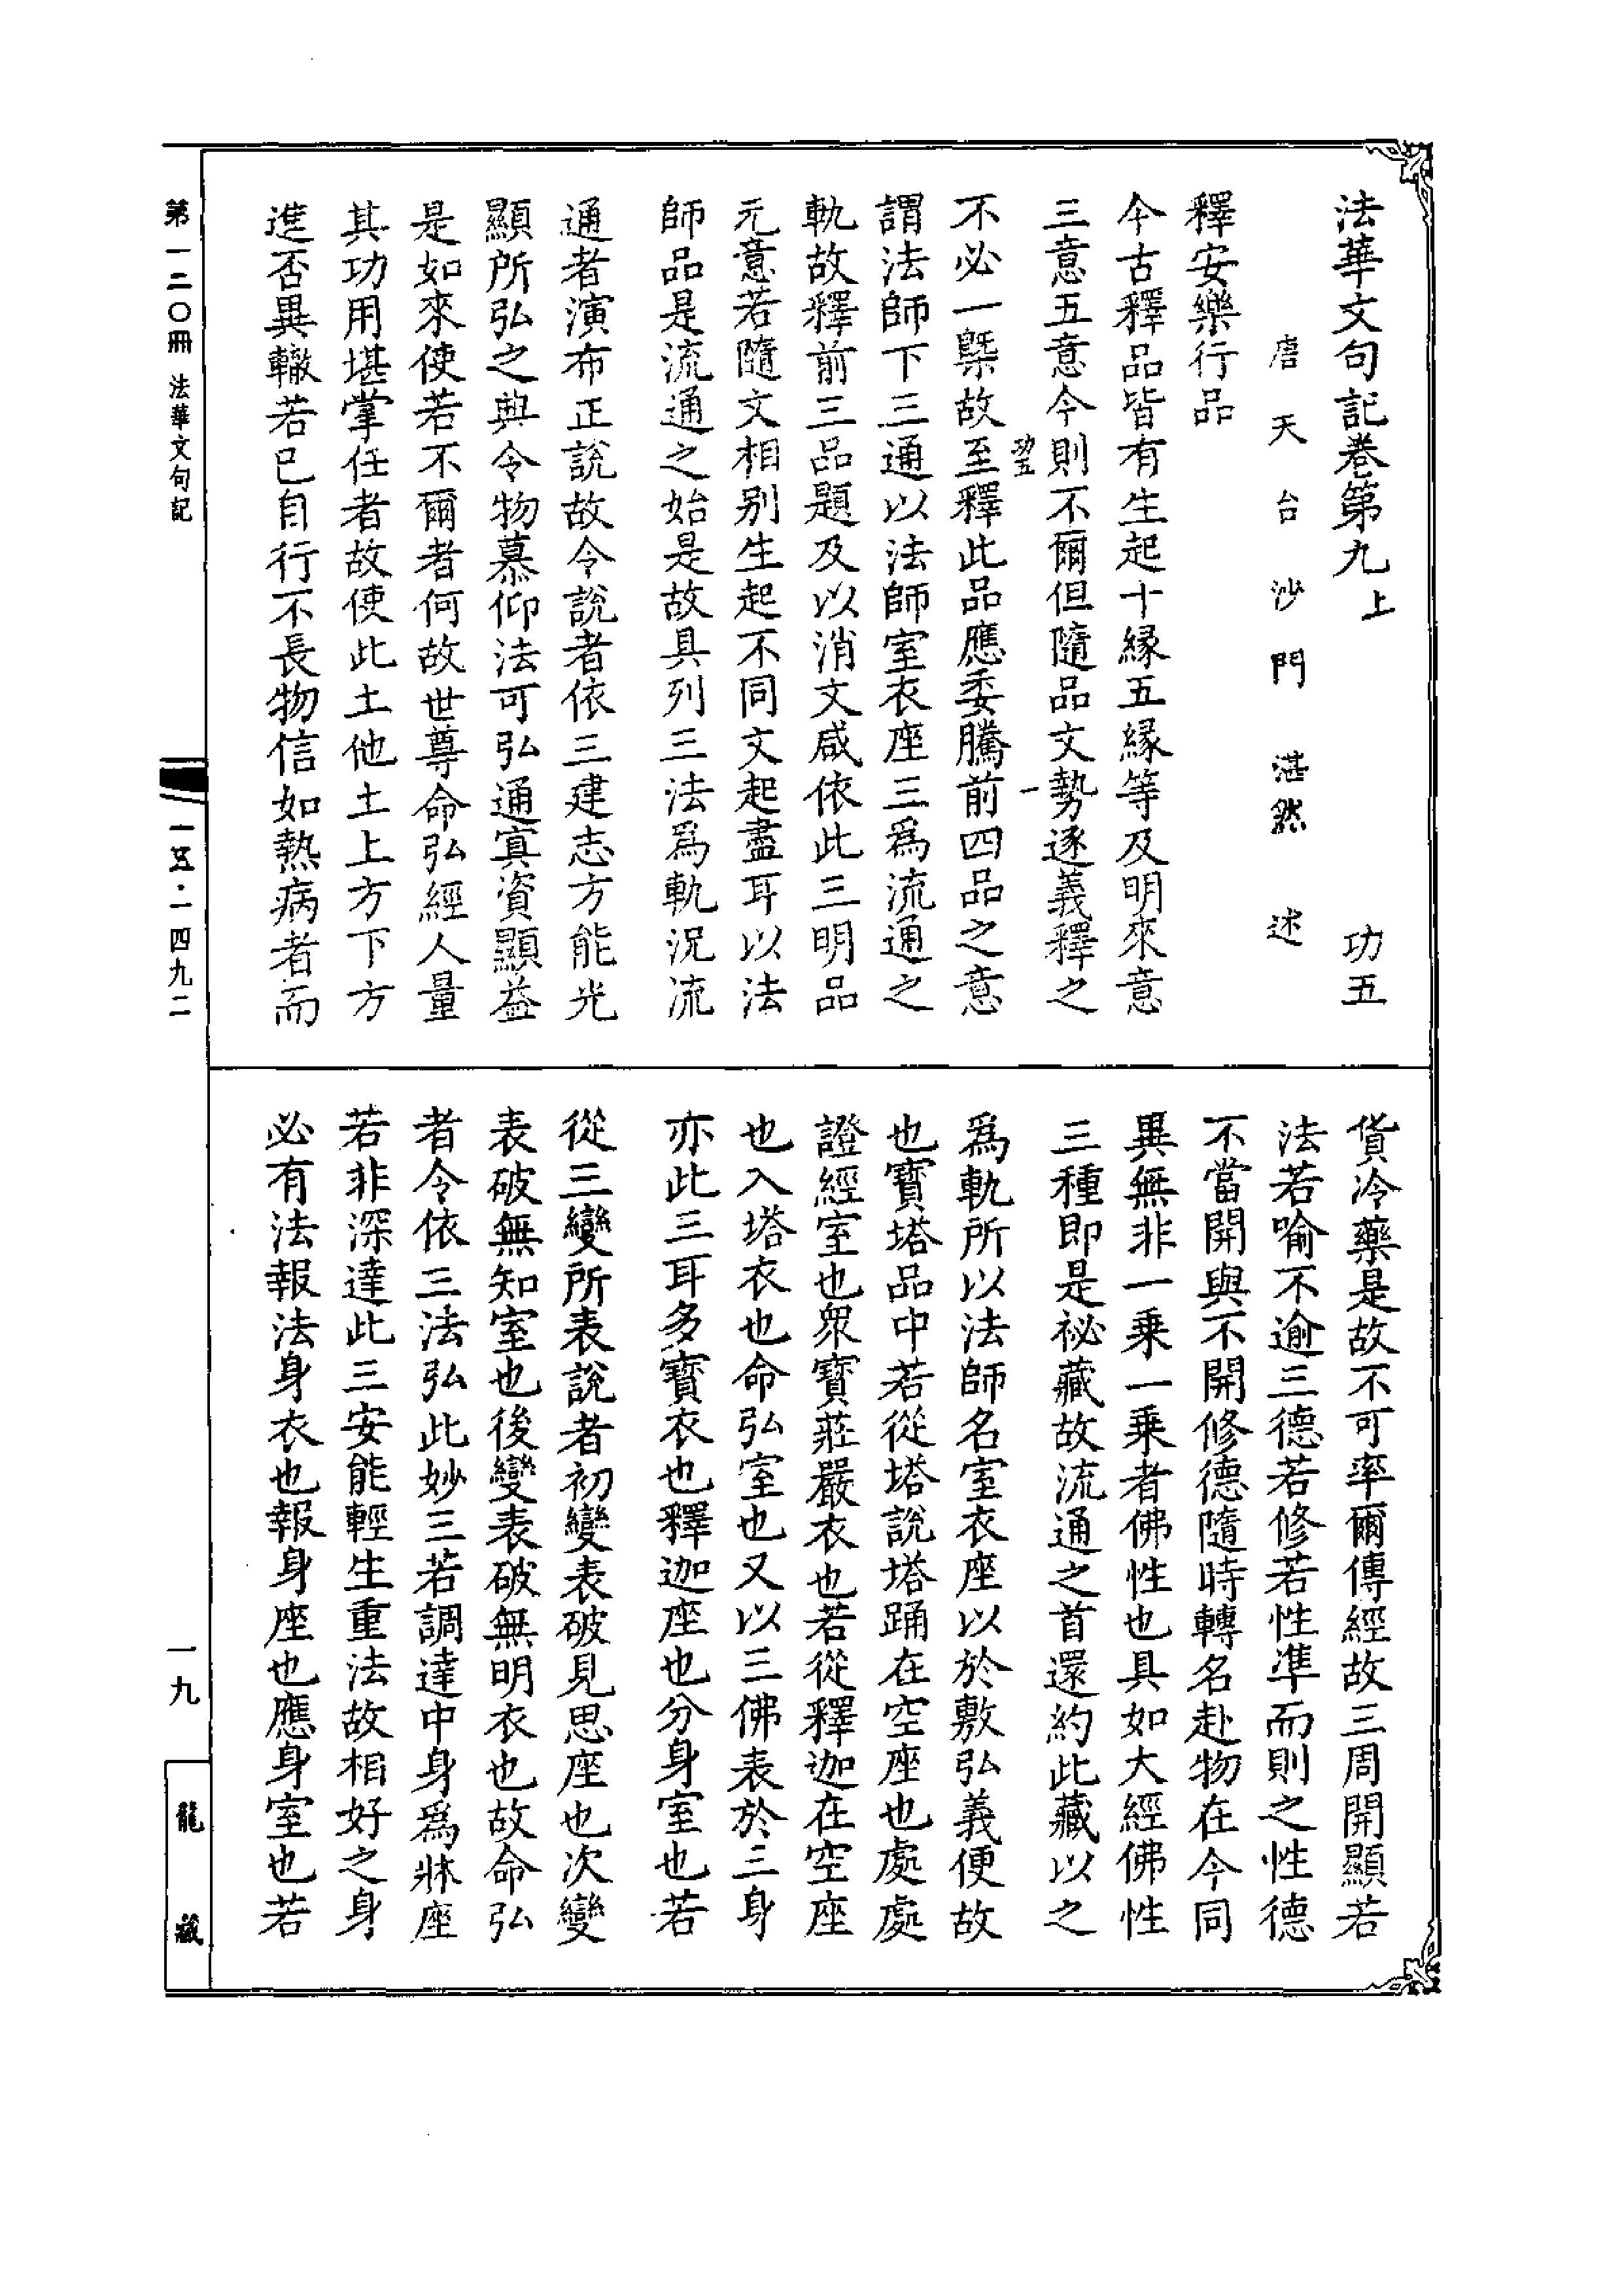 法華文句記卷第九上　功五
唐天台沙門湛然述
釋安樂行品
今古釋品皆有生起十緣五緣等及明來意
三意五意今則不爾但隨品文勢逐義釋之
功五　一
不必一槩故至釋此品應委騰前四品之意
謂法師下三通以法師室衣座三為流通之
軌故釋前三品題及以消文咸依此三明品
元意若隨文相別生起不同文起盡耳以法
師品是流通之始是故具列三法為軌況流
通者演布正說故令說者依三建志方能光
顯所弘之典令物慕仰法可弘通寘資顯益
是如來使若不爾者何故世尊命弘經人量
其功用堪掌任者故使此土他土上方下方
進否異轍若已自行不長物信如熱病者而
貨冷藥是故不可率爾傳經故三周開顯若
法若喻不逾三德若修若性準而則之性德
不當開與不開修德隨時轉名赴物在今同
異無非一乘一乘者佛性也具如大經佛性
三種即是祕藏故流通之首還約此藏以之
為軌所以法師名室衣座以於敷弘義便故
也寶塔品中若從塔說塔踊在空座也處處
證經室也眾寶莊嚴衣也若從釋迦在空座
也入塔衣也命弘室也又以三佛表於三身
亦此三耳多寶衣也釋迦座也分身室也若
從三變所表說者初變表破見思座也次變
表破無知室也後變表破無明衣也故命弘
者令依三法弘此妙三若調達中身為牀座
若非深達此三安能輕生重法故相好之身
必有法報法身衣也報身座也應身室也若
第一二〇冊　法華文句記
一五·一四九二
一九
龍藏